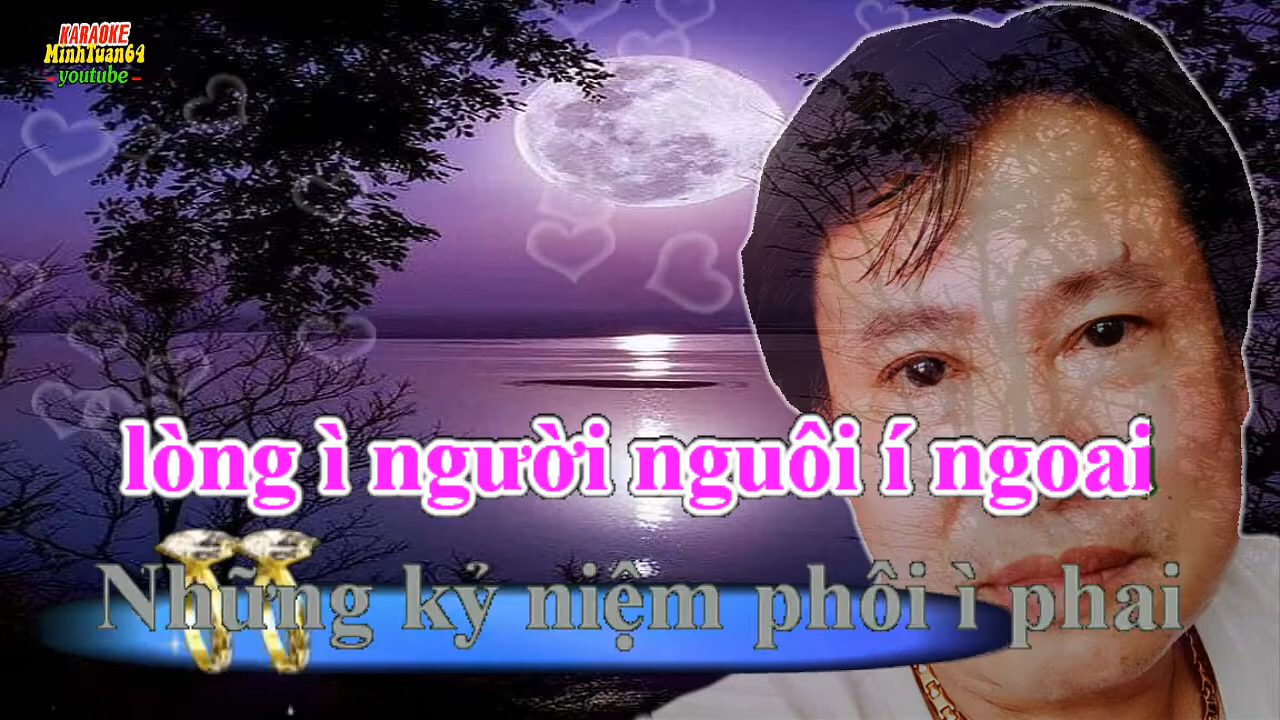 KARAOKE
MinhTuan64
- youtube -
lòng ì người nguôi í ngoai
Những kỷ niệm phôi ì phai